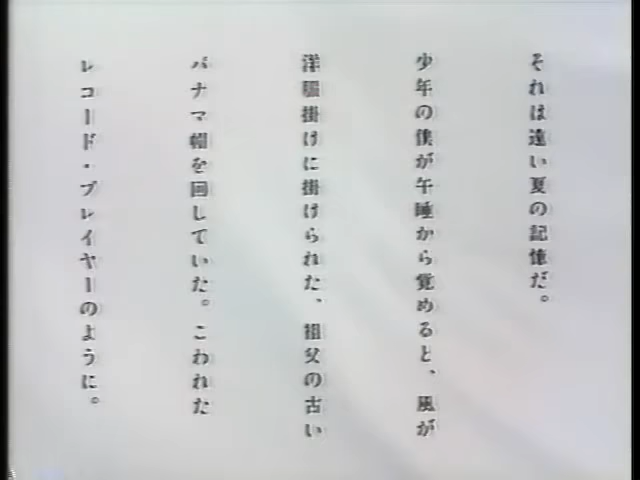 それは遠い夏の記憶だ。
少年の僕が午睡から覚めると、風が
洋服掛けに掛けられた、祖父の古い
パナマ帽を回していた。こわれた
レコード・プレイヤーのように。